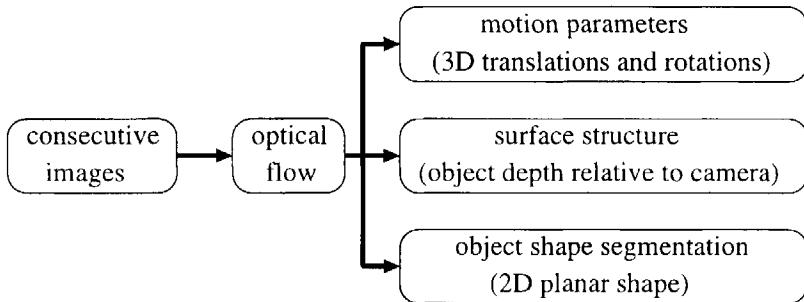 consecutive
images
optical
flow
motion parameters
(3D translations and rotations)
surface structure
(object depth relative to camera)
object shape segmentation
(2D planar shape)